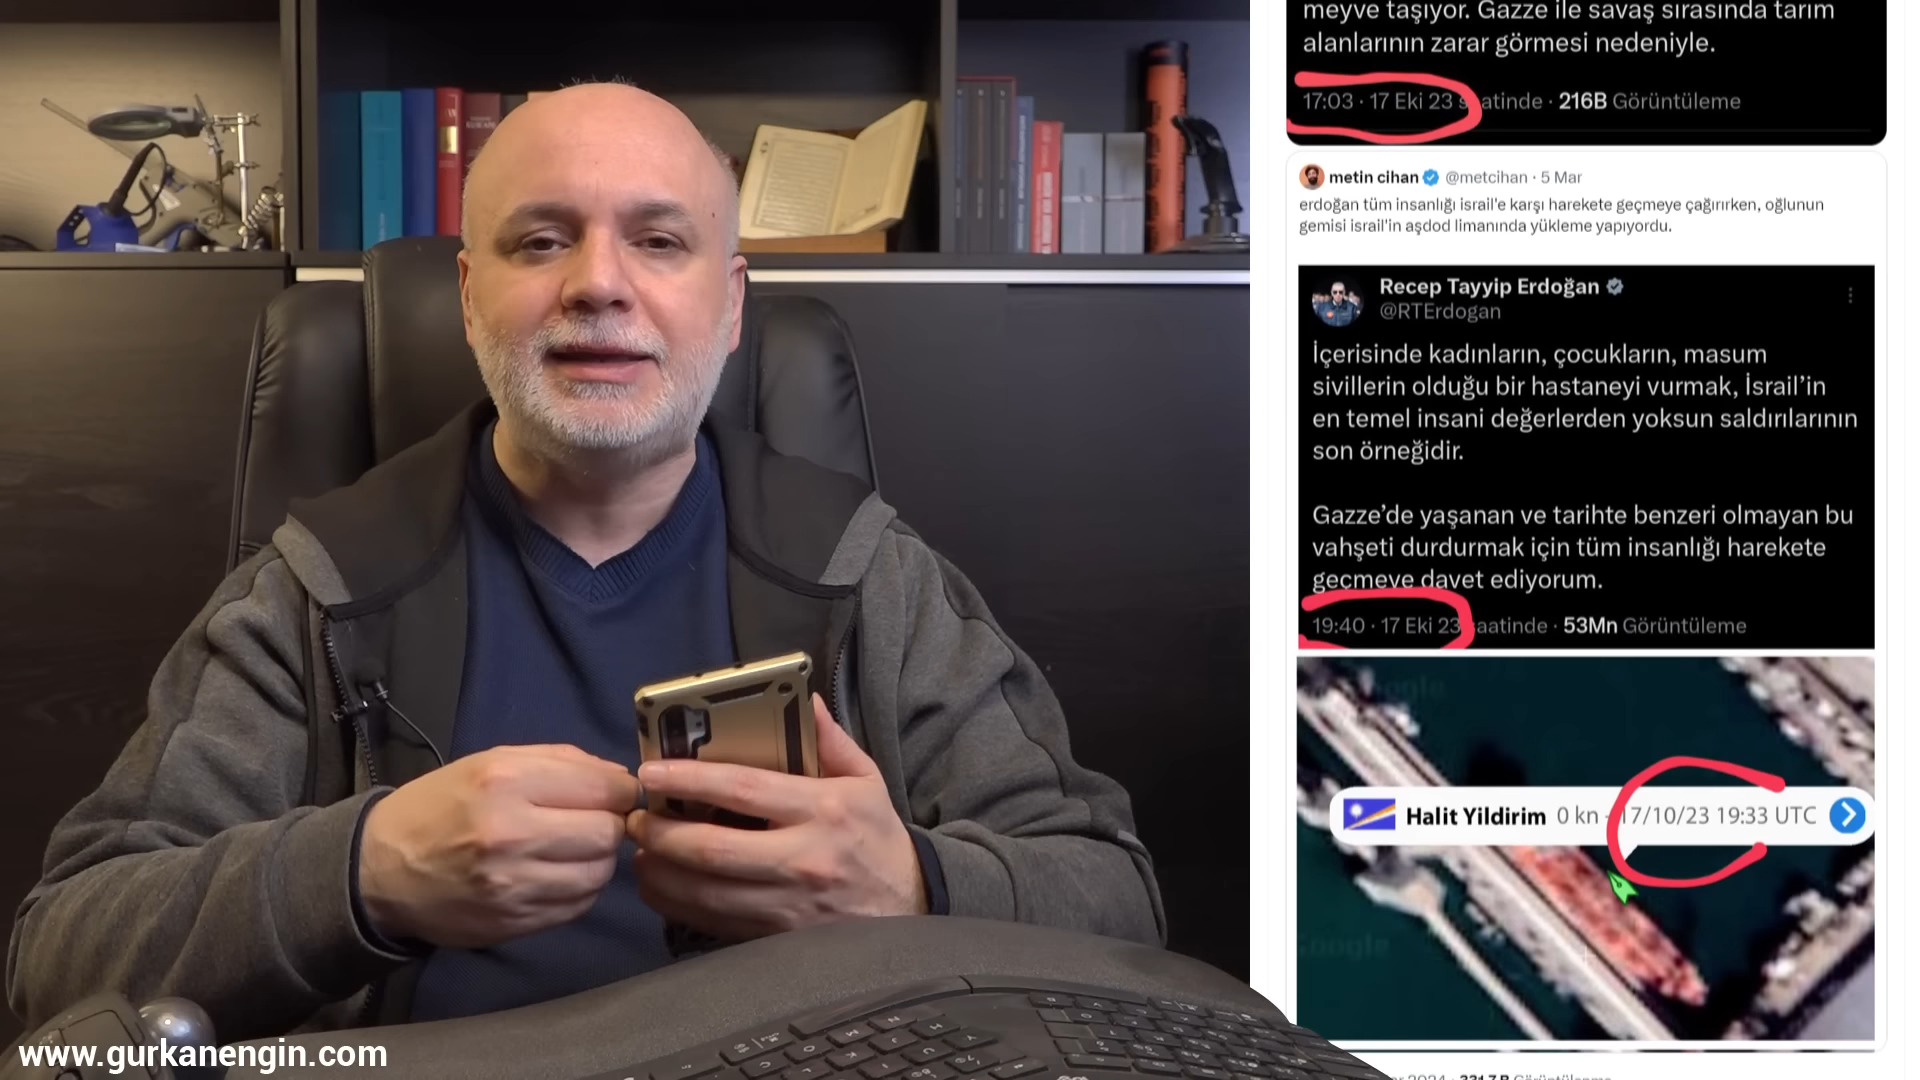 meyve taşıyor. Gazze ile savaş sırasında tarım
alanlarının zarar görmesi nedeniyle.
17:03 · 17 Eki 23 atinde · 216B Görüntüleme
metin cihan @metcihan · 5 Mar
erdoğan tüm insanlığı israil'e karşı harekete geçmeye çağırırken, oğlunun
gemisi israil'in aşdod limanında yükleme yapıyordu.
Recep Tayyip Erdoğan
@RTErdogan
İçerisinde kadınların, çocukların, masum
sivillerin olduğu bir hastaneyi vurmak, İsrail'in
en temel insani değerlerden yoksun saldırılarının
son örneğidir.
Gazze'de yaşanan ve tarihte benzeri olmayan bu
vahşeti durdurmak için tüm insanlığı harekete
geçmeye davet ediyorum.
19:40 · 17 Eki 23 saatinde · 53Mn Görüntüleme
Halit Yildirim 0 kn - 17/10/23 19:33 UTC
www.gurkanengin.com